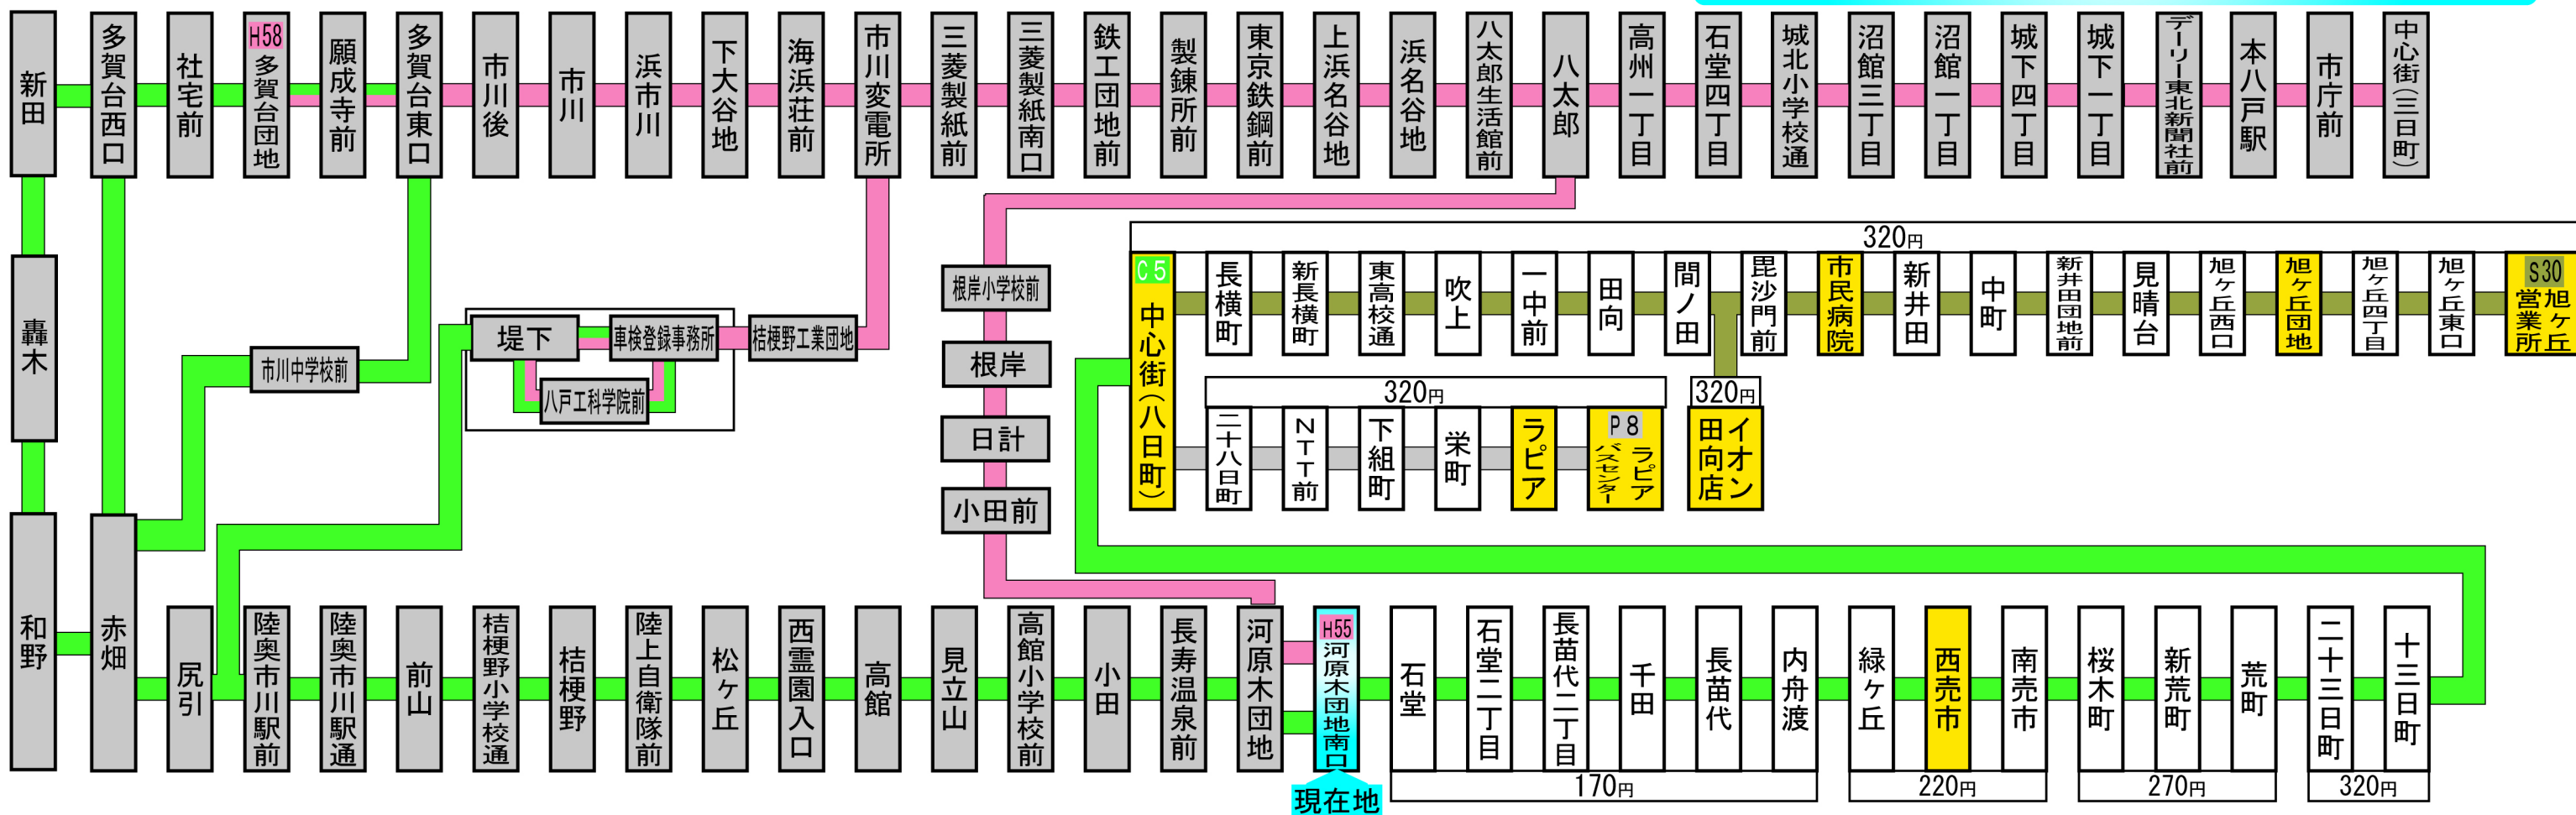 新田
多賀台西口
社宅前
H58
多賀台団地
願成寺前
多賀台東口
市川後
市川
浜市川
下大谷地
海浜荘前
市川変電所
三菱製紙前
三菱製紙南口
鉄工団地前
製錬所前
東京鉄鋼前
上浜名谷地
浜名谷地
八太郎生活館前
八太郎
高州一丁目
石堂四丁目
城北小学校通
沼館三丁目
沼館一丁目
城下四丁目
城下一丁目
デーリー東北新聞社前
本八戸駅
市庁前
中心街(三日町)
轟木
和野
赤畑
市川中学校前
堤下
車検登録事務所
桔梗野工業団地
八戸工科学院前
根岸小学校前
根岸
日計
小田前
320円
C5
中心街(八日町)
長横町
新長横町
東高校通
吹上
一中前
田向
間ノ田
毘沙門前
市民病院
新井田
中町
新井田団地前
見晴台
旭ヶ丘西口
旭ヶ丘団地
旭ヶ丘四丁目
旭ヶ丘東口
S30
旭ヶ丘
営業所
320円
二十八日町
NTT前
下組町
栄町
ラピア
P8
ラピア
バスセンター
320円
イオン
田向店
尻引
陸奥市川駅前
陸奥市川駅通
前山
桔梗野小学校通
桔梗野
陸上自衛隊前
松ヶ丘
西霊園入口
高館
見立山
高館小学校前
小田
長寿温泉前
河原木団地
H55
河原木団地南口
現在地
石堂
石堂二丁目
長苗代二丁目
千田
長苗代
内舟渡
170円
緑ヶ丘
西売市
南売市
220円
桜木町
新荒町
荒町
270円
二十三日町
十三日町
320円